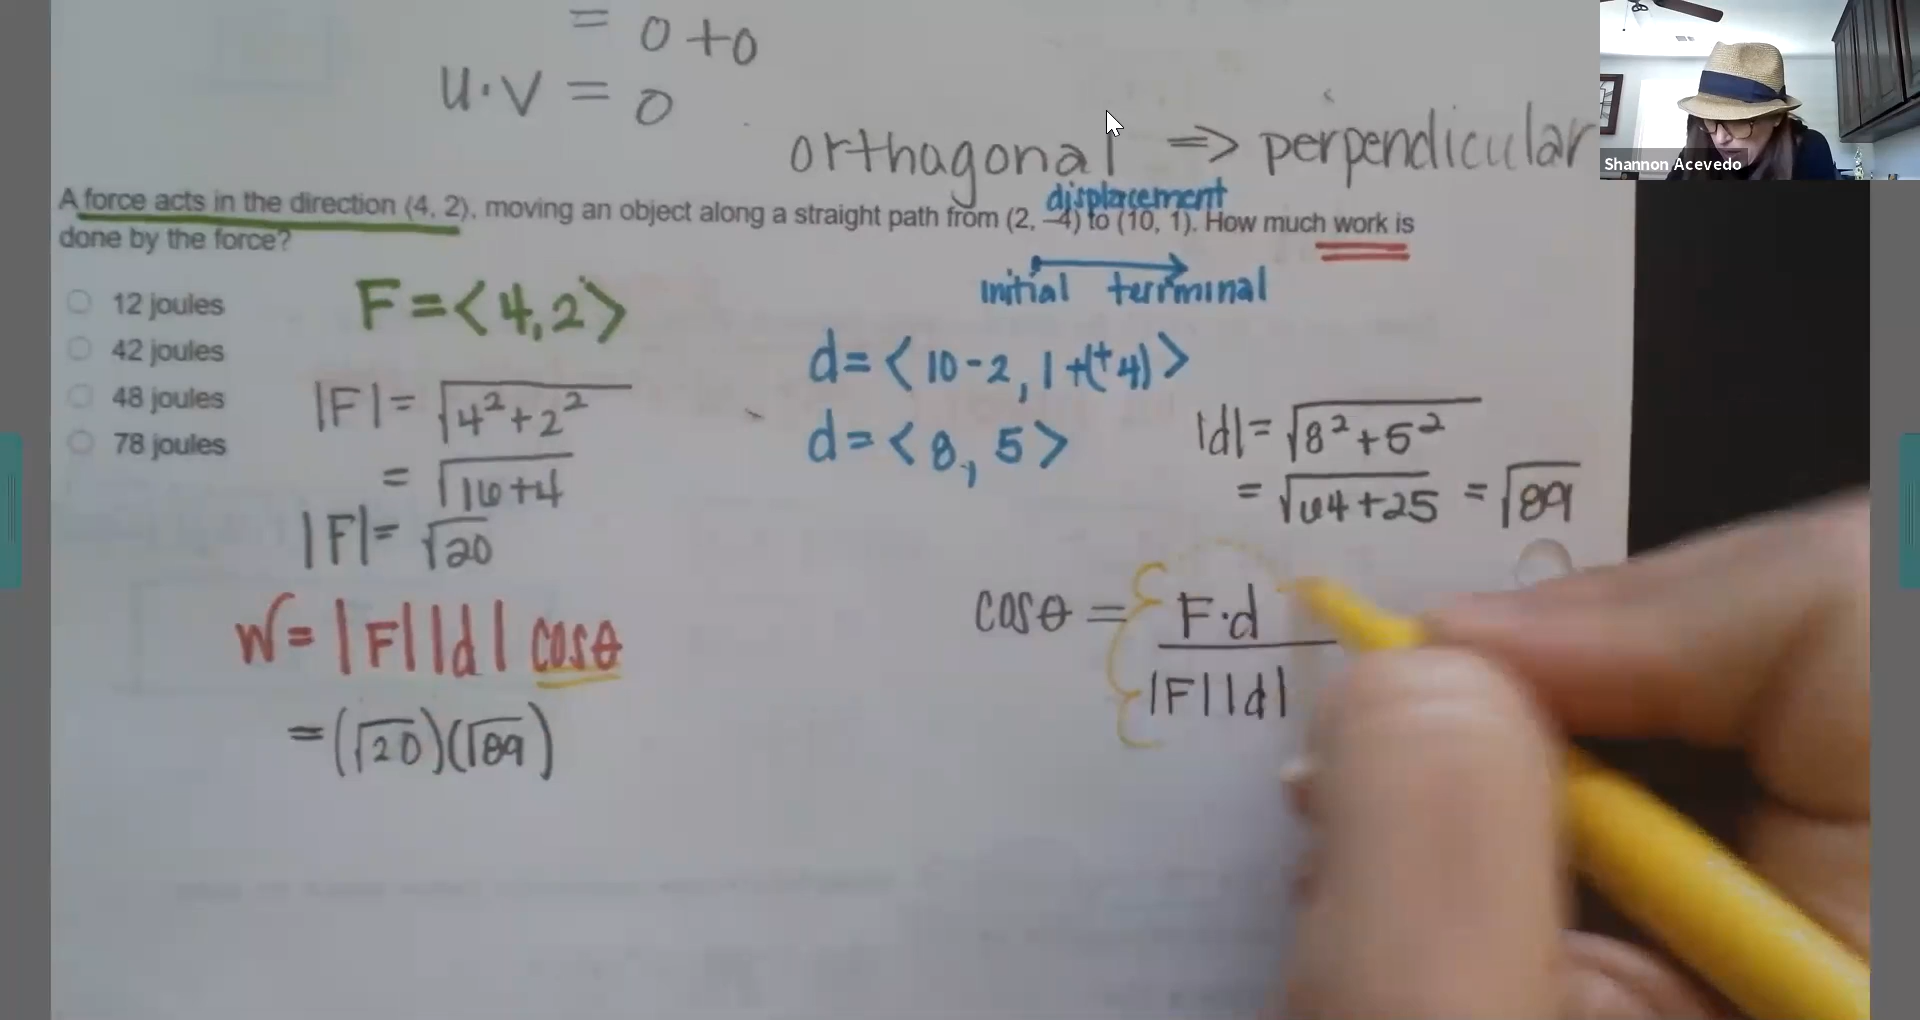 = 0 + 0
u · v = 0
orthagonal => perpendicular
Shannon Acevedo
displacement
A force acts in the direction (4, 2), moving an object along a straight path from (2, –4) to (10, 1). How much work is
done by the force?
initial terminal
12 joules
42 joules
48 joules
78 joules
F = <4, 2>
|F| = √4² + 2²
= √16 + 4
|F| = √20
d = <10 - 2, 1 + (+4)>
d = <8, 5>
|d| = √8² + 5²
= √64 + 25 = √89
W = |F| |d| cosθ
= (√20)(√89)
cosθ = F · d
|F| |d|